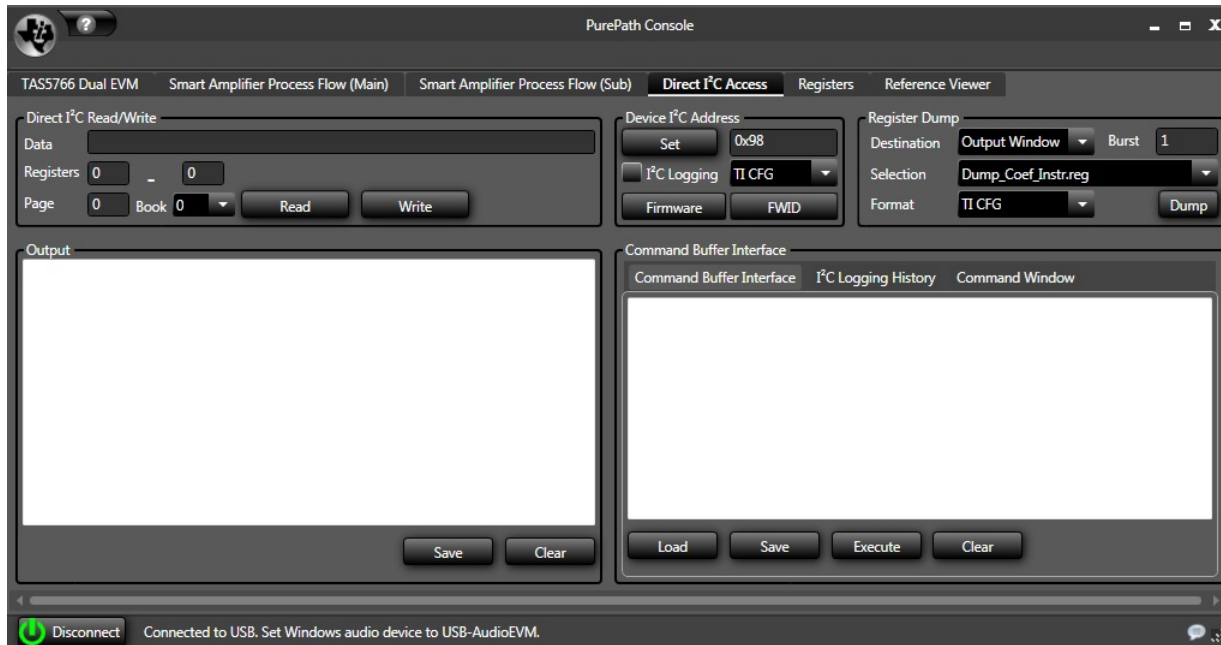 ?
PurePath Console
X
TAS5766 Dual EVM Smart Amplifier Process Flow (Main) Smart Amplifier Process Flow (Sub) Direct I²C Access Registers Reference Viewer
Direct I²C Read/Write
Data
Registers 0 - 0
Page 0 Book 0 Read Write
Device I²C Address
Set 0x98
I²C Logging TI CFG
Firmware FWID
Register Dump
Destination Output Window Burst 1
Selection Dump_Coef_Instr.reg
Format TI CFG Dump
Output
Save Clear
Command Buffer Interface
Command Buffer Interface I²C Logging History Command Window
Load Save Execute Clear
Disconnect Connected to USB. Set Windows audio device to USB-AudioEVM.